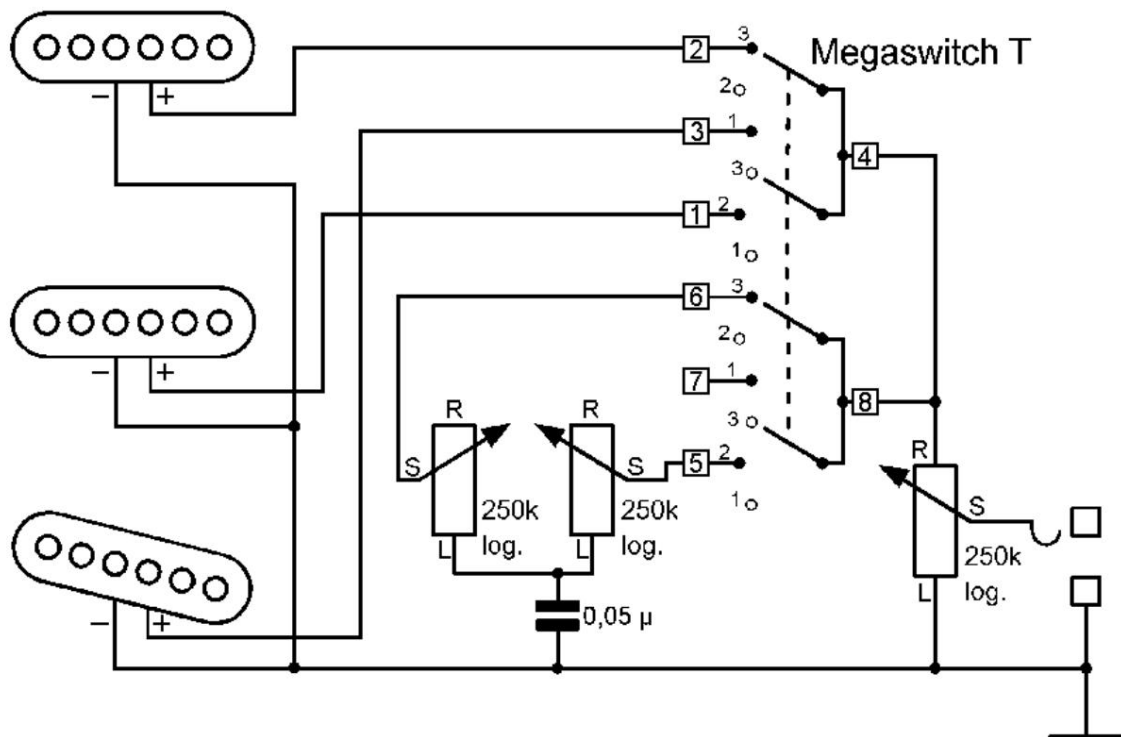 Megaswitch T
− +
2 3
2
3 1
4
3
1 2
1
− +
6 3
2
7 1
8
3
5 2
1
R R
S S
250k 250k
log. log.
L L
R
S
250k
log.
L
− +
0,05 µ